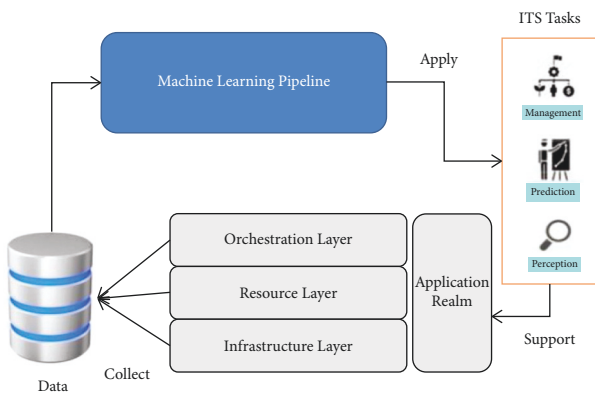 ITS Tasks
Machine Learning Pipeline
Apply
Management
Prediction
Perception
Orchestration Layer
Resource Layer
Infrastructure Layer
Application
Realm
Support
Collect
Data